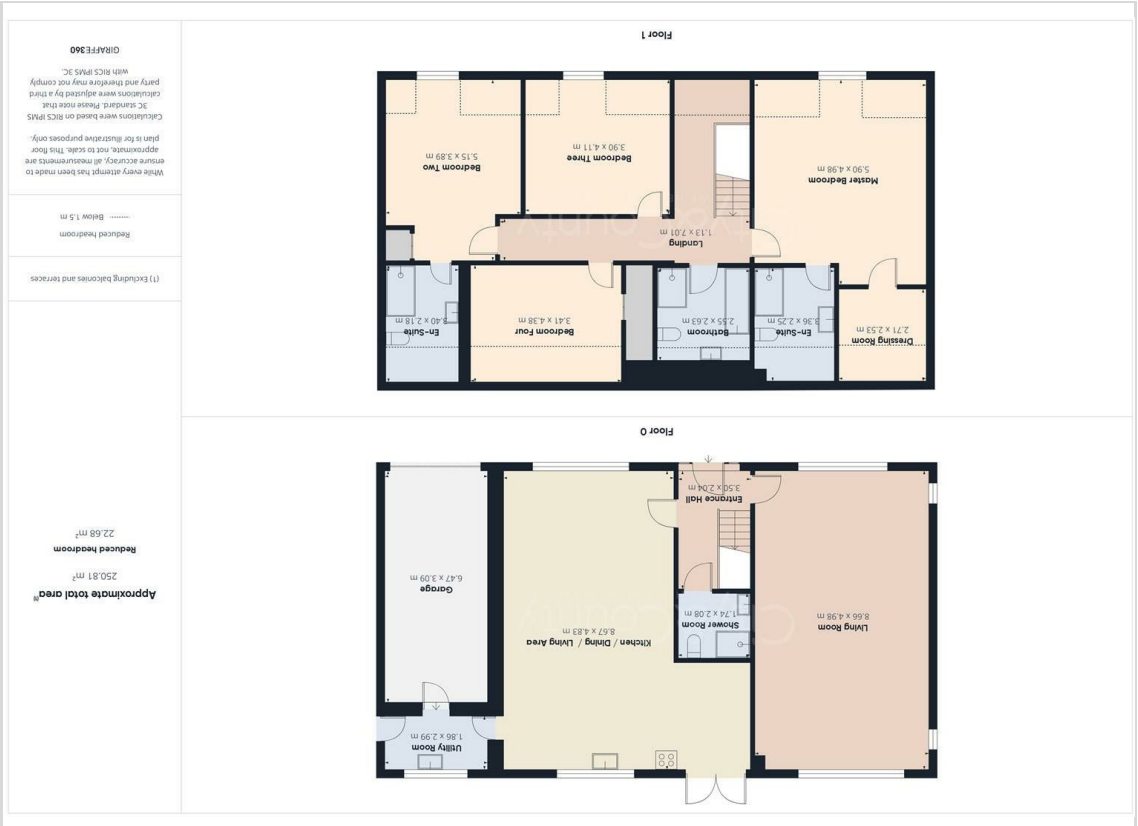 Utility Room
1.86 x 2.99 m
Living Room
8.66 x 4.98 m
Shower Room
1.74 x 2.08 m
Kitchen / Dining / Living Area
8.67 x 4.83 m
Garage
6.47 x 3.09 m
Entrance Hall
3.50 x 2.04 m
Floor 0
Dressing Room
2.71 x 2.53 m
En-Suite
3.36 x 2.25 m
Bathroom
2.55 x 2.63 m
Bedroom Four
3.41 x 4.38 m
En-Suite
3.40 x 2.18 m
Landing
1.13 x 7.01 m
Master Bedroom
5.90 x 4.98 m
Bedroom Three
3.90 x 4.11 m
Bedroom Two
5.15 x 3.89 m
Floor 1
Approximate total area(1)
250.81 m²
Reduced headroom
22.68 m²
(1) Excluding balconies and terraces
Reduced headroom
Below 1.5 m
While every attempt has been made to
ensure accuracy, all measurements are
approximate, not to scale. This floor
plan is for illustrative purposes only.
Calculations were based on RICS IPMS
3C standard. Please note that
calculations were adjusted by a third
party and therefore may not comply
with RICS IPMS 3C.
GIRAFFE360